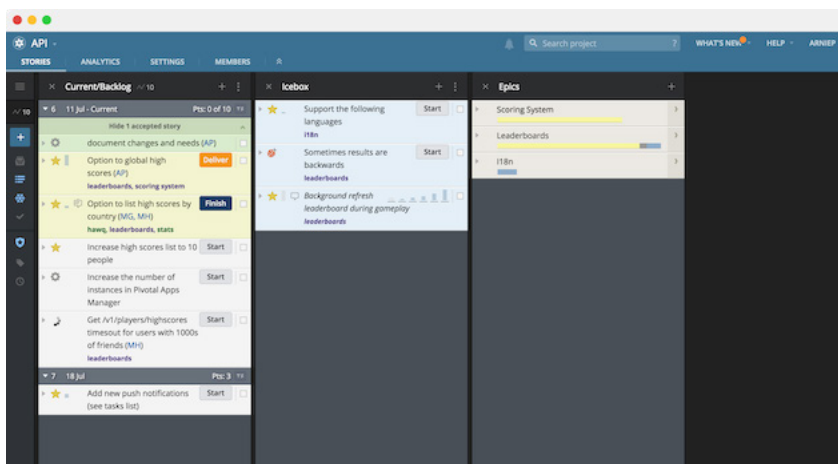 API
Search project
?
WHAT'S NEW
HELP
ARNIEP
STORIES
ANALYTICS
SETTINGS
MEMBERS
Current/Backlog
10
Icebox
Epics
10
6 11 Jul - Current
Pts: 0 of 10
Hide 1 accepted story
document changes and needs (AP)
Option to global high
scores (AP)
Deliver
leaderboards, scoring system
Option to list high scores by
country (MG, MH)
Finish
hawq, leaderboards, stats
Increase high scores list to 10
people
Start
Increase the number of
instances in Pivotal Apps
Manager
Start
Get /v1/players/highscores
timesout for users with 1000s
of friends (MH)
Start
leaderboards
7 18 Jul
Pts: 3
Add new push notifications
(see tasks list)
Start
Support the following
languages
Start
i18n
Sometimes results are
backwards
Start
leaderboards
Background refresh
leaderboard during gameplay
leaderboards
Scoring System
Leaderboards
I18n